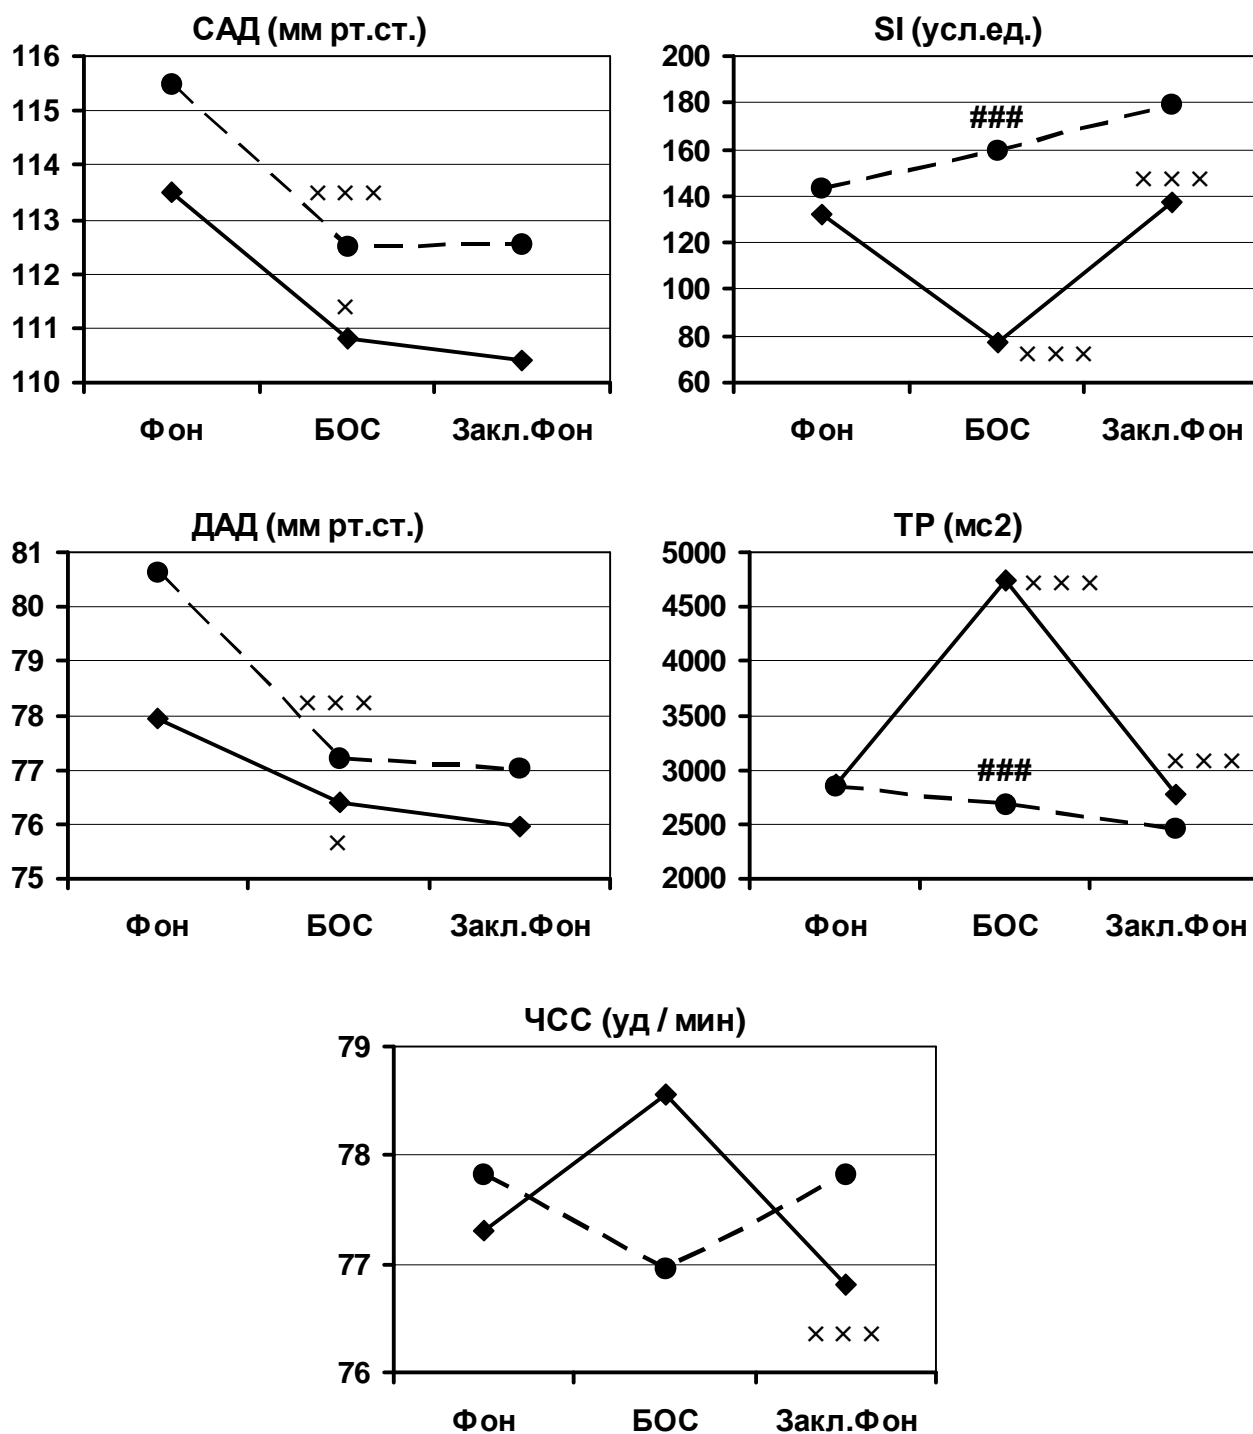 САД (мм рт.ст.)
116
115
114
113
112
111
110
× × ×
×
Фон БОС Закл.Фон
SI (усл.ед.)
200
180
160
140
120
100
80
60
###
× × ×
× × ×
Фон БОС Закл.Фон
ДАД (мм рт.ст.)
81
80
79
78
77
76
75
× × ×
×
Фон БОС Закл.Фон
ТР (мс2)
5000
4500
4000
3500
3000
2500
2000
× × ×
× × ×
###
Фон БОС Закл.Фон
ЧСС (уд / мин)
79
78
77
76
× × ×
Фон БОС Закл.Фон